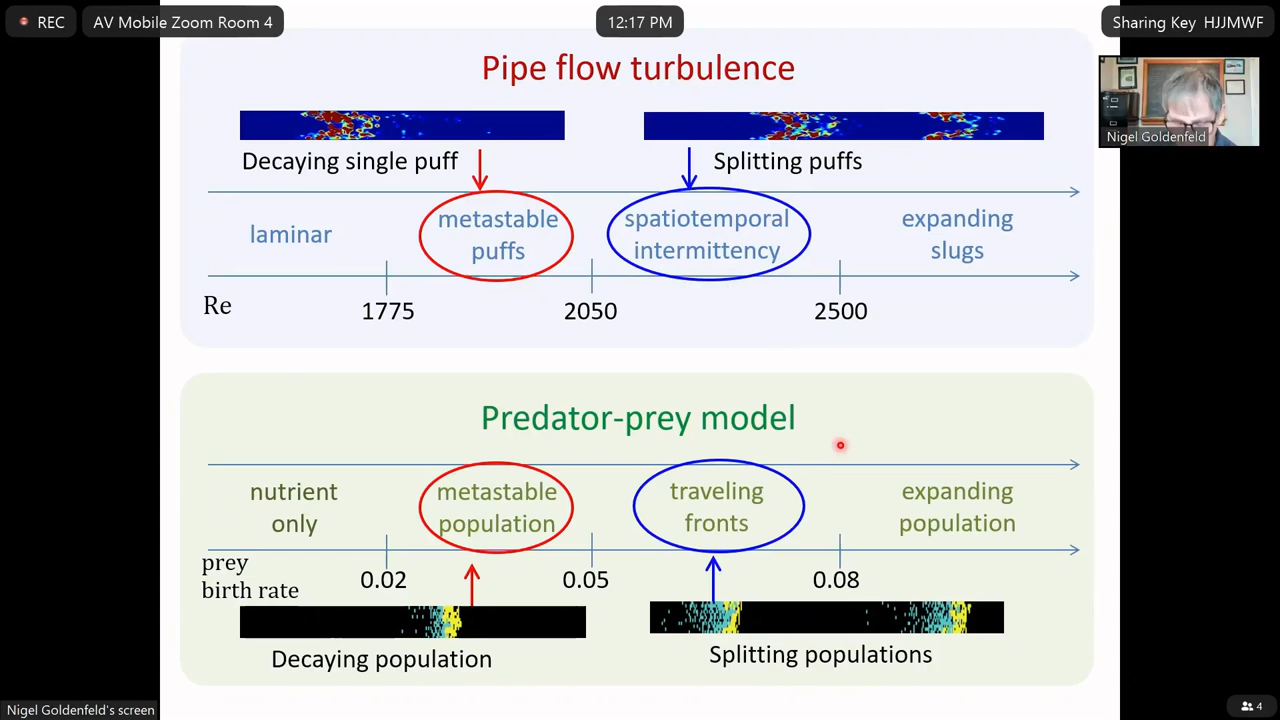 REC
AV Mobile Zoom Room 4
12:17 PM
Sharing Key HJJMWF
Nigel Goldenfeld
Pipe flow turbulence
Decaying single puff
Splitting puffs
laminar
metastable
puffs
spatiotemporal
intermittency
expanding
slugs
Re
1775
2050
2500
Predator-prey model
nutrient
only
metastable
population
traveling
fronts
expanding
population
prey
birth rate
0.02
0.05
0.08
Decaying population
Splitting populations
Nigel Goldenfeld's screen
4